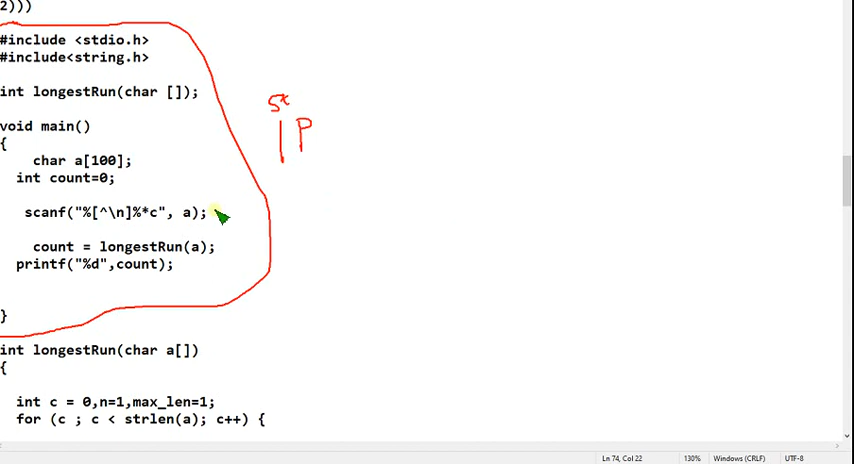 2)))
#include <stdio.h>
#include<string.h>
int longestRun(char []);
void main()
{
char a[100];
int count=0;
scanf("%[^\n]%*c", a);
count = longestRun(a);
printf("%d",count);
}
int longestRun(char a[])
{
int c = 0,n=1,max_len=1;
for (c ; c < strlen(a); c++) {
Ln 74, Col 22
130%
Windows (CRLF)
UTF-8